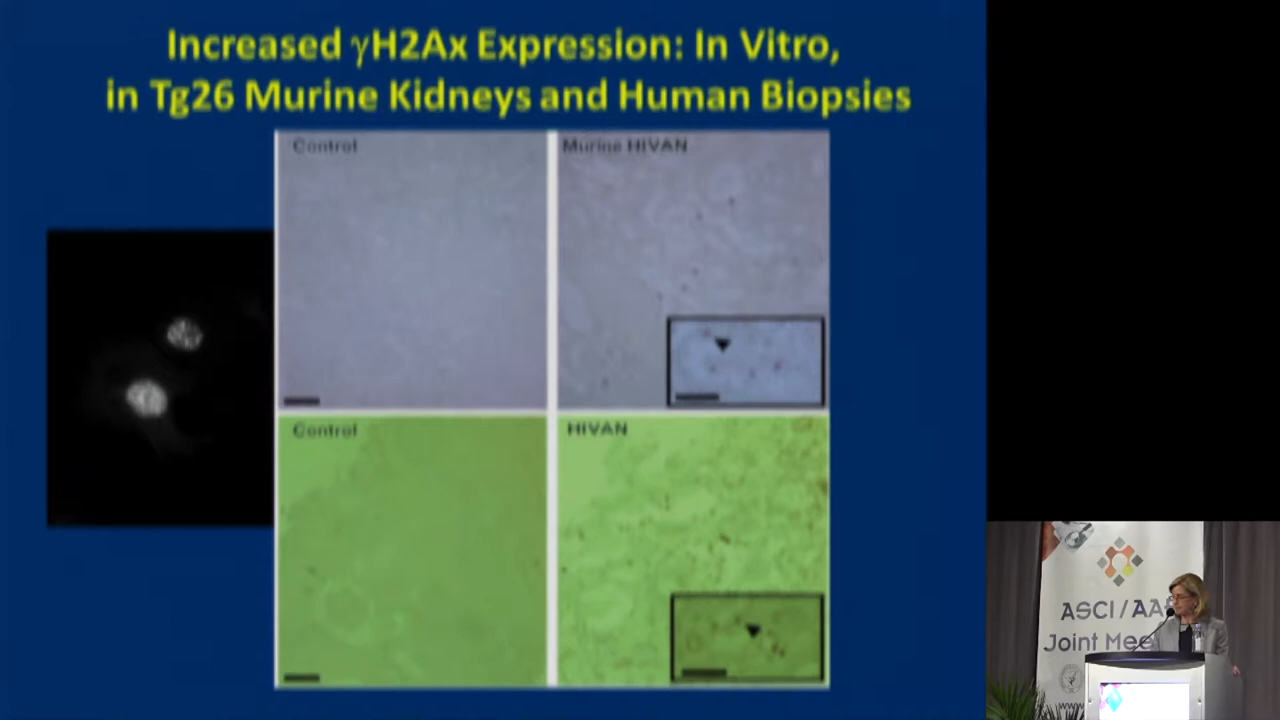 Increased γH2Ax Expression: In Vitro,
in Tg26 Murine Kidneys and Human Biopsies
Control
Murine HIVAN
Control
HIVAN
ASCI / AA
Joint Mee
www